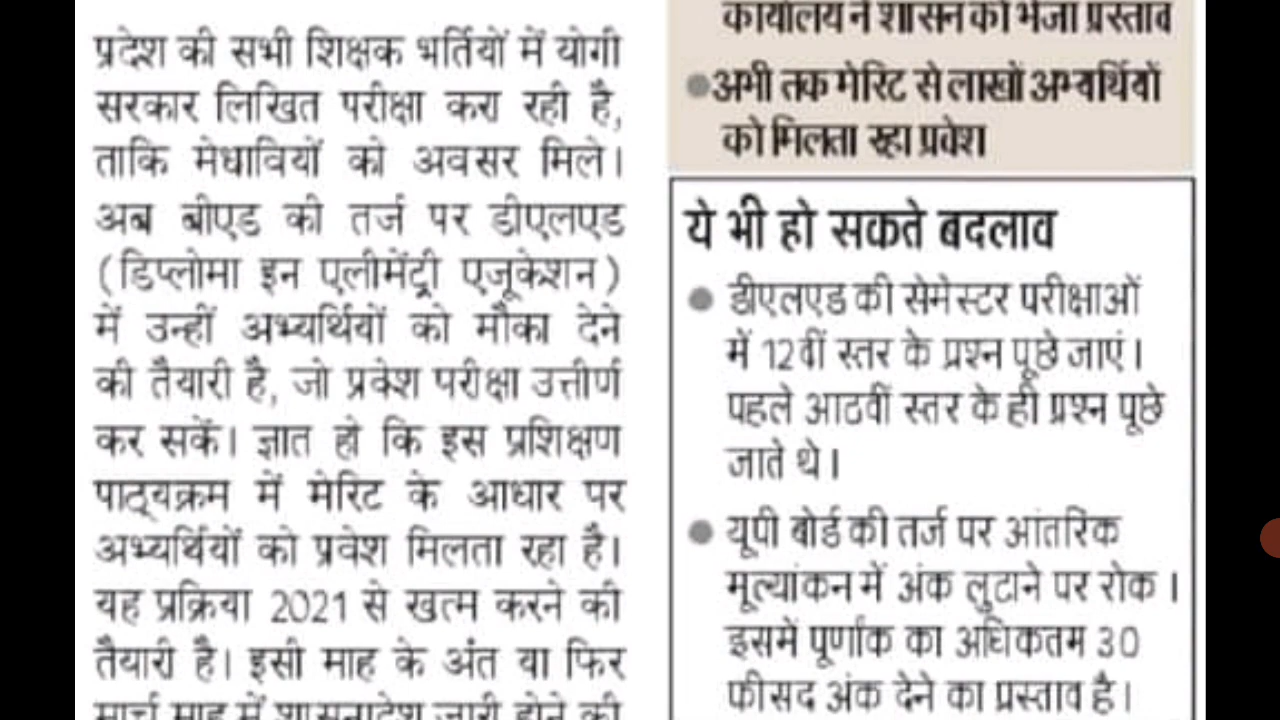 प्रदेश की सभी शिक्षक भर्तियों में योगी
सरकार लिखित परीक्षा करा रही है,
ताकि मेधावियों को अवसर मिले।
अब बीएड की तर्ज पर डीएलएड
(डिप्लोमा इन एलीमेंट्री एजूकेशन)
में उन्हीं अभ्यर्थियों को मौका देने
की तैयारी है, जो प्रवेश परीक्षा उत्तीर्ण
कर सकें। ज्ञात हो कि इस प्रशिक्षण
पाठ्यक्रम में मेरिट के आधार पर
अभ्यर्थियों को प्रवेश मिलता रहा है।
यह प्रक्रिया 2021 से खत्म करने की
तैयारी है। इसी माह के अंत या फिर
मार्च माह में शासनादेश जारी होने की
कार्यालय ने शासन को भेजा प्रस्ताव
●अभी तक मेरिट से लाखों अभ्यर्थियों
को मिलता रहा प्रवेश
ये भी हो सकते बदलाव
● डीएलएड की सेमेस्टर परीक्षाओं
में 12वीं स्तर के प्रश्न पूछे जाएं।
पहले आठवीं स्तर के ही प्रश्न पूछे
जाते थे।
● यूपी बोर्ड की तर्ज पर आंतरिक
मूल्यांकन में अंक लुटाने पर रोक।
इसमें पूर्णांक का अधिकतम 30
फीसद अंक देने का प्रस्ताव है।